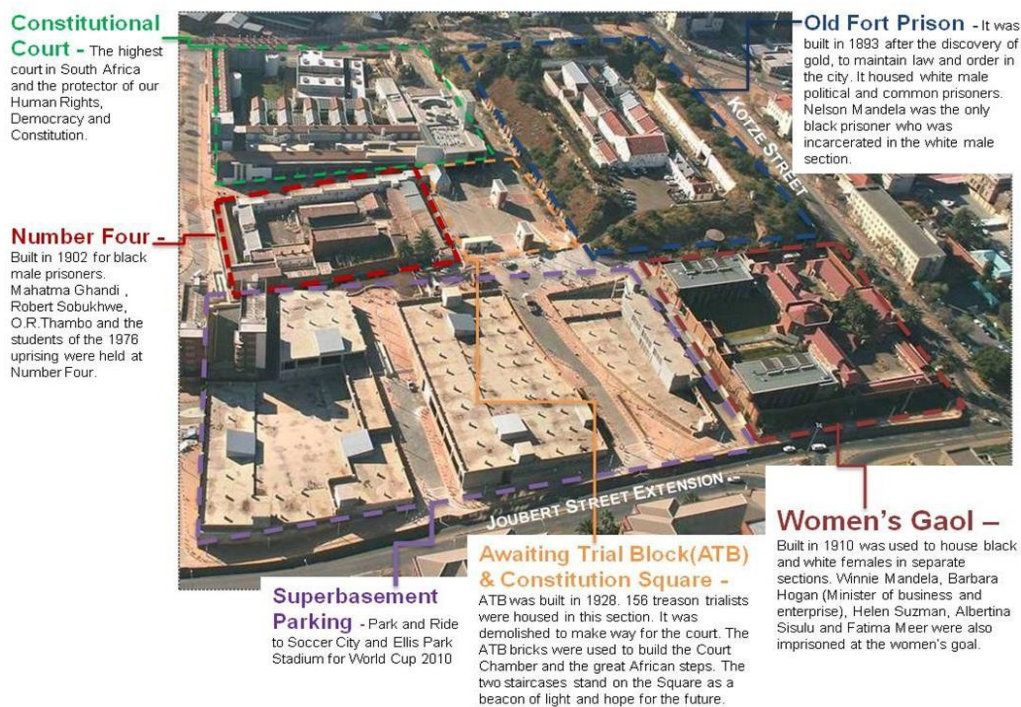 Constitutional
Court - The highest
court in South Africa
and the protector of our
Human Rights,
Democracy and
Constitution.
Old Fort Prison - It was
built in 1893 after the discovery of
gold, to maintain law and order in
the city. It housed white male
political and common prisoners.
Nelson Mandela was the only
black prisoner who was
incarcerated in the white male
section.
KOTZE STREET
Number Four -
Built in 1902 for black
male prisoners.
Mahatma Ghandi ,
Robert Sobukhwe,
O.R.Thambo and the
students of the 1976
uprising were held at
Number Four.
JOUBERT STREET EXTENSION .-
Women's Gaol –
Built in 1910 was used to house black
and white females in separate
sections. Winnie Mandela, Barbara
Hogan (Minister of business and
enterprise), Helen Suzman, Albertina
Sisulu and Fatima Meer were also
imprisoned at the women's goal.
Awaiting Trial Block(ATB)
& Constitution Square -
ATB was built in 1928. 156 treason trialists
were housed in this section. It was
demolished to make way for the court. The
ATB bricks were used to build the Court
Chamber and the great African steps. The
two staircases stand on the Square as a
beacon of light and hope for the future.
Superbasement
Parking - Park and Ride
to Soccer City and Ellis Park
Stadium for World Cup 2010